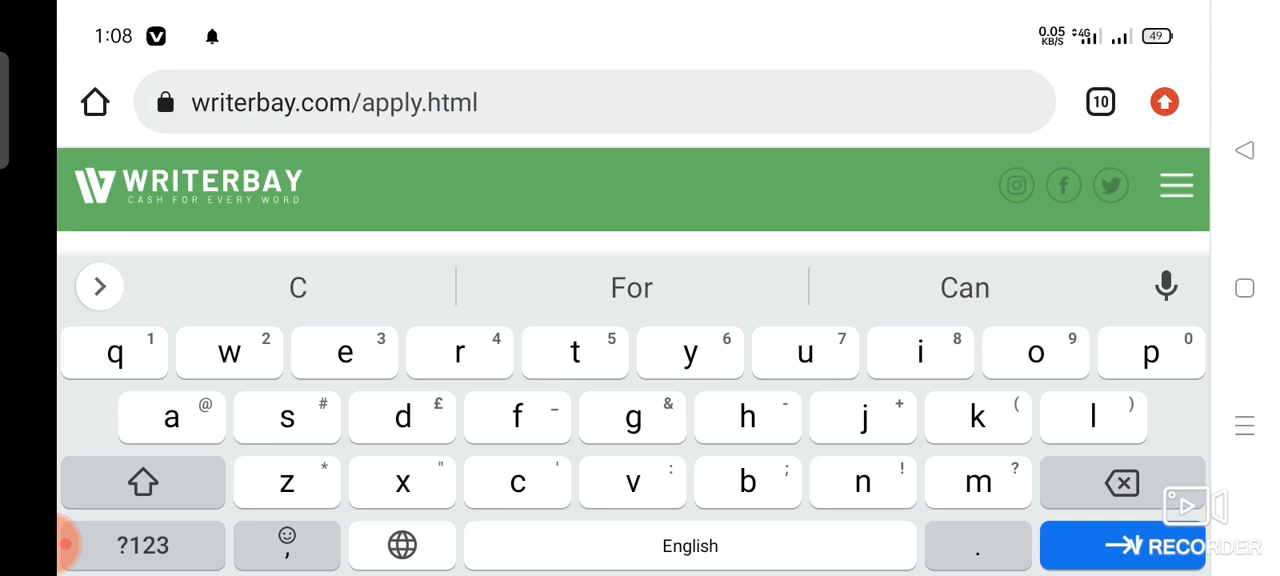 1:08 0.05 KB/S 4G 49
writerbay.com/apply.html 10
WRITERBAY
CASH FOR EVERY WORD
C For Can
q 1 w 2 e 3 r 4 t 5 y 6 u 7 i 8 o 9 p 0
a @ s # d £ f _ g & h - j + k ( l )
z * x " c ' v : b ; n ! m ?
?123 , English .
RECORDER